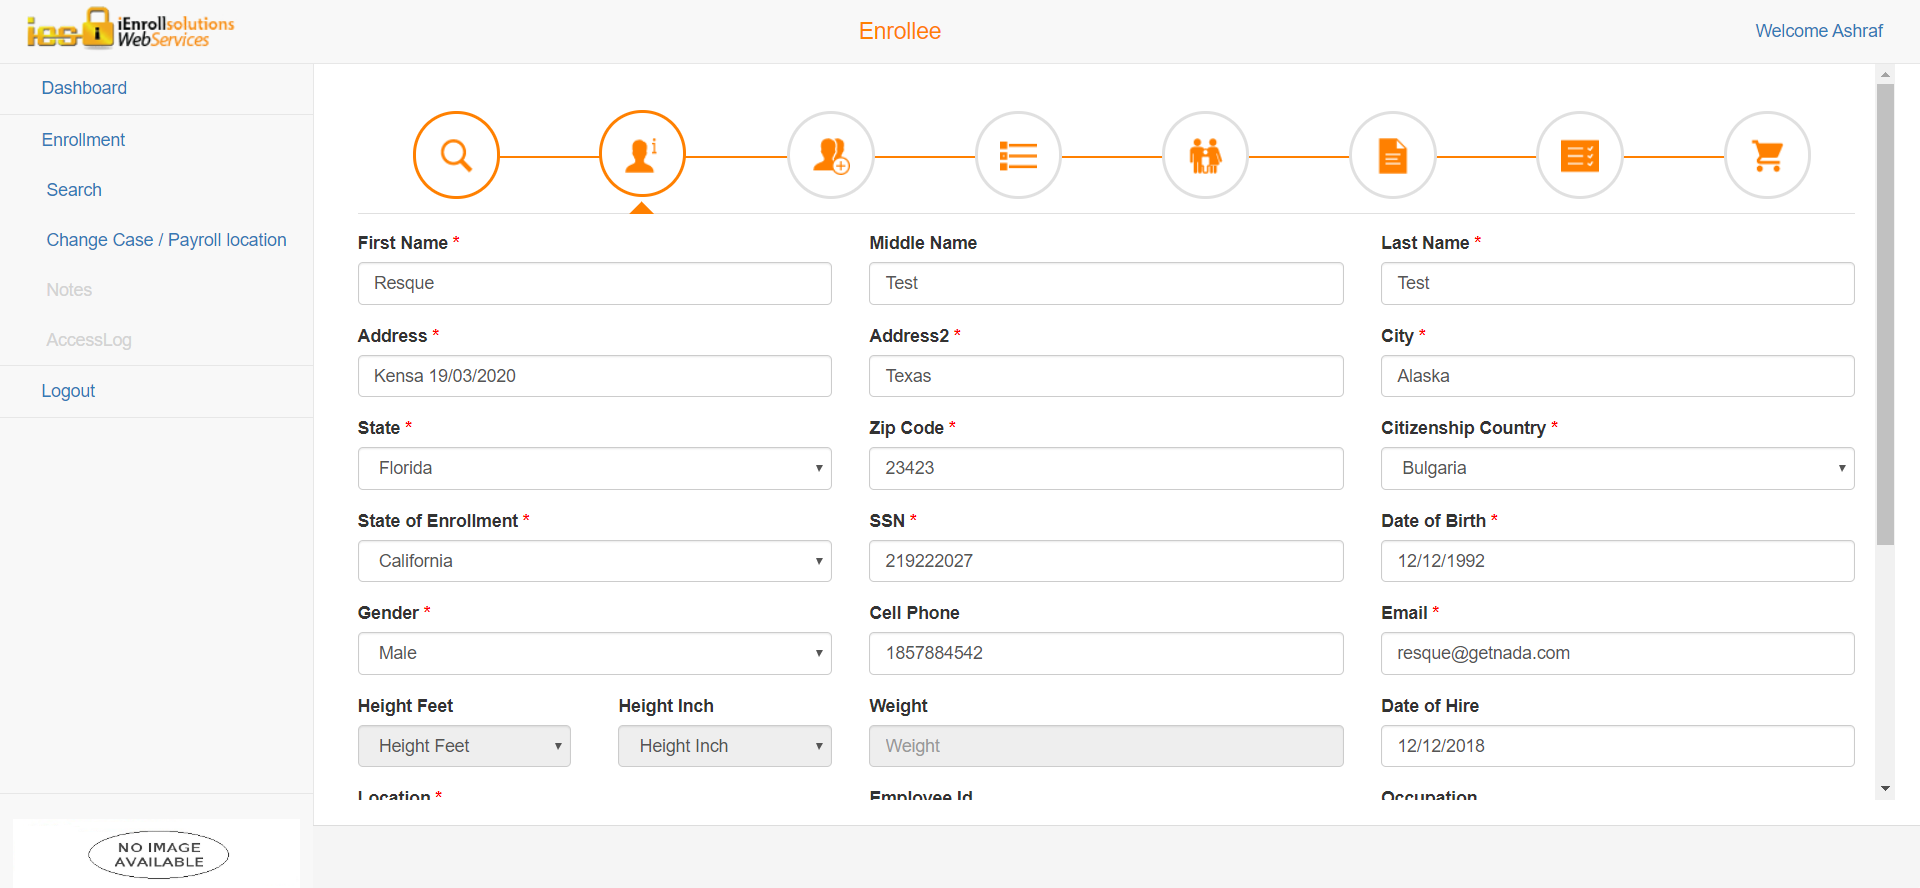 ies i iEnrollsolutions
WebServices
Enrollee
Welcome Ashraf
Dashboard
Enrollment
Search
Change Case / Payroll location
Notes
AccessLog
Logout
NO IMAGE
AVAILABLE
First Name * Middle Name Last Name *
Resque Test Test
Address * Address2 * City *
Kensa 19/03/2020 Texas Alaska
State * Zip Code * Citizenship Country *
Florida 23423 Bulgaria
State of Enrollment * SSN * Date of Birth *
California 219222027 12/12/1992
Gender * Cell Phone Email *
Male 1857884542 resque@getnada.com
Height Feet Height Inch Weight Date of Hire
Height Feet Height Inch Weight 12/12/2018
Location * Employee Id Occupation